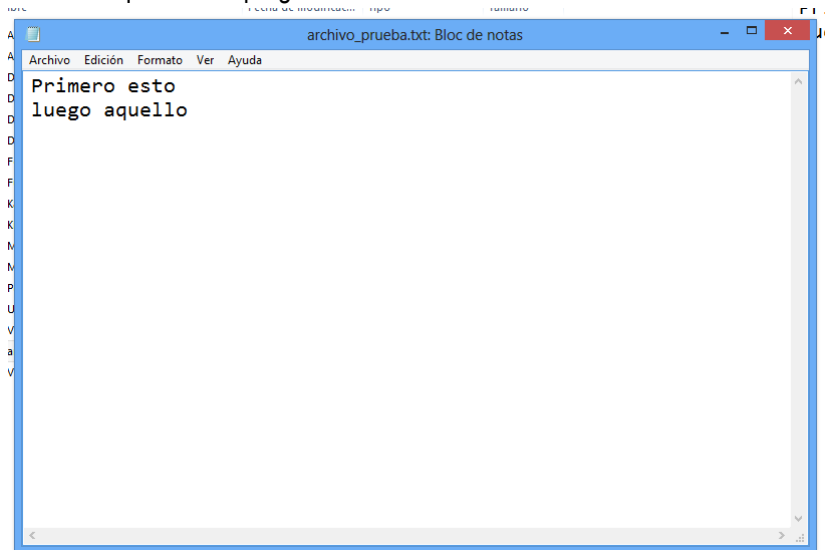 archivo_prueba.txt: Bloc de notas
Archivo Edición Formato Ver Ayuda
Primero esto
luego aquello
A
A
D
D
D
D
F
F
K
K
M
M
P
U
V
a
V